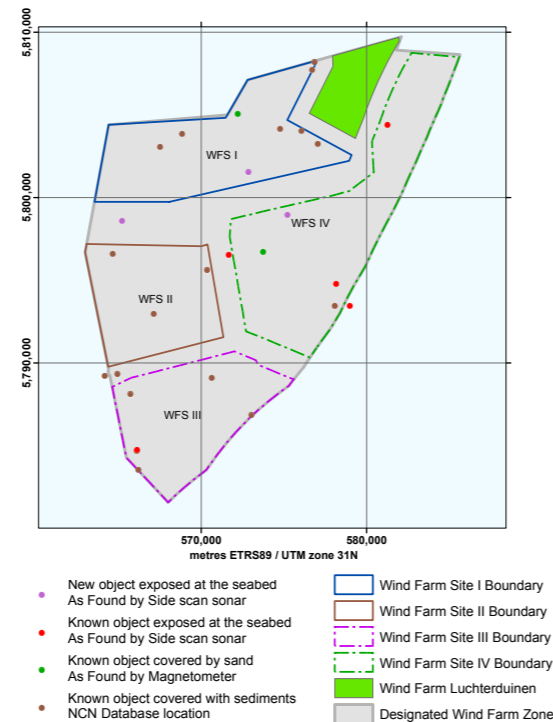 5,810,000
WFS I
5,800,000
WFS IV
WFS II
5,790,000
WFS III
570,000
580,000
metres ETRS89 / UTM zone 31N
New object exposed at the seabed
As Found by Side scan sonar
Known object exposed at the seabed
As Found by Side scan sonar
Known object covered by sand
As Found by Magnetometer
Known object covered with sediments
NCN Database location
Wind Farm Site I Boundary
Wind Farm Site II Boundary
Wind Farm Site III Boundary
Wind Farm Site IV Boundary
Wind Farm Luchterduinen
Designated Wind Farm Zone